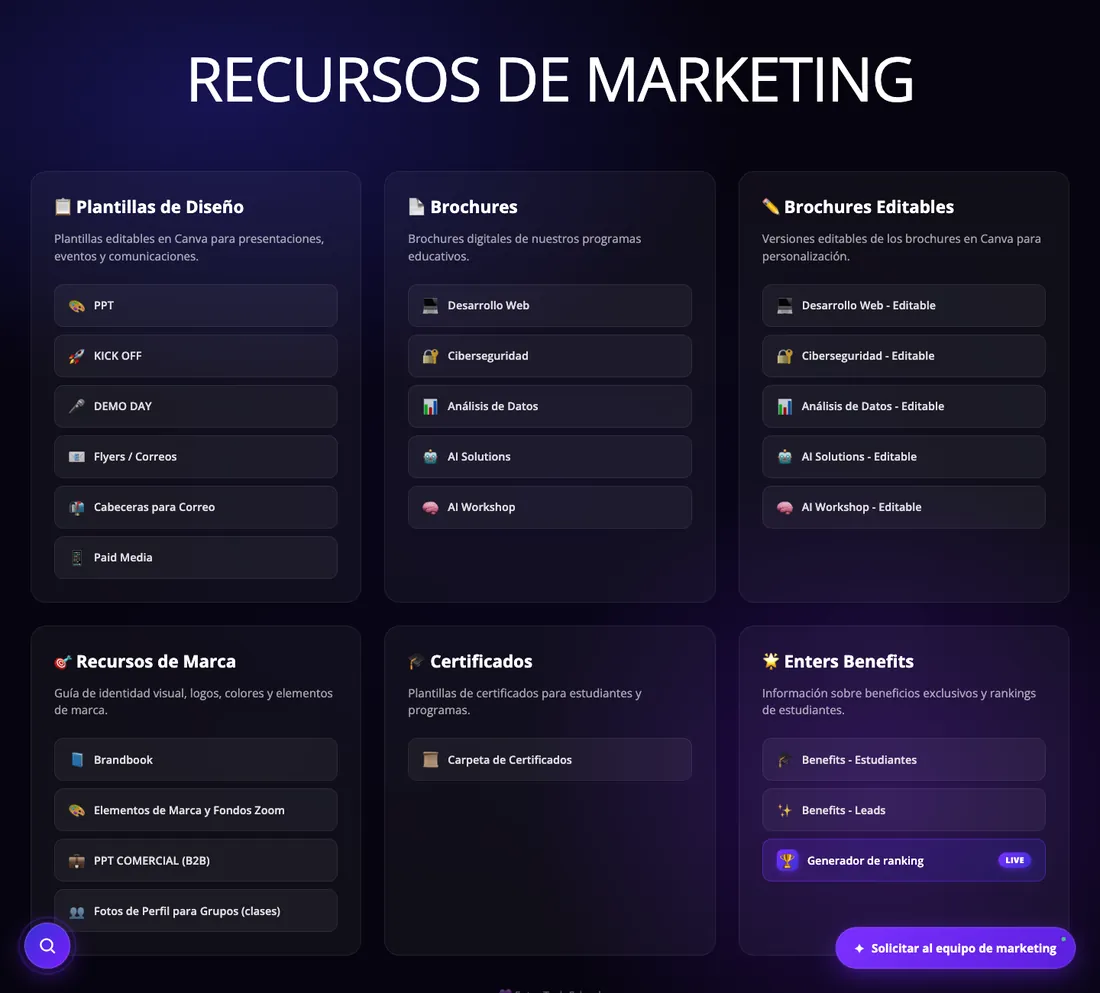 RECURSOS DE MARKETING
Plantillas de Diseño
Plantillas editables en Canva para presentaciones,
eventos y comunicaciones.
PPT
KICK OFF
DEMO DAY
Flyers / Correos
Cabeceras para Correo
Paid Media
Brochures
Brochures digitales de nuestros programas
educativos.
Desarrollo Web
Ciberseguridad
Análisis de Datos
AI Solutions
AI Workshop
Brochures Editables
Versiones editables de los brochures en Canva para
personalización.
Desarrollo Web - Editable
Ciberseguridad - Editable
Análisis de Datos - Editable
AI Solutions - Editable
AI Workshop - Editable
Recursos de Marca
Guía de identidad visual, logos, colores y elementos
de marca.
Brandbook
Elementos de Marca y Fondos Zoom
PPT COMERCIAL (B2B)
Fotos de Perfil para Grupos (clases)
Certificados
Plantillas de certificados para estudiantes y
programas.
Carpeta de Certificados
Enters Benefits
Información sobre beneficios exclusivos y rankings
de estudiantes.
Benefits - Estudiantes
Benefits - Leads
Generador de ranking
LIVE
Solicitar al equipo de marketing